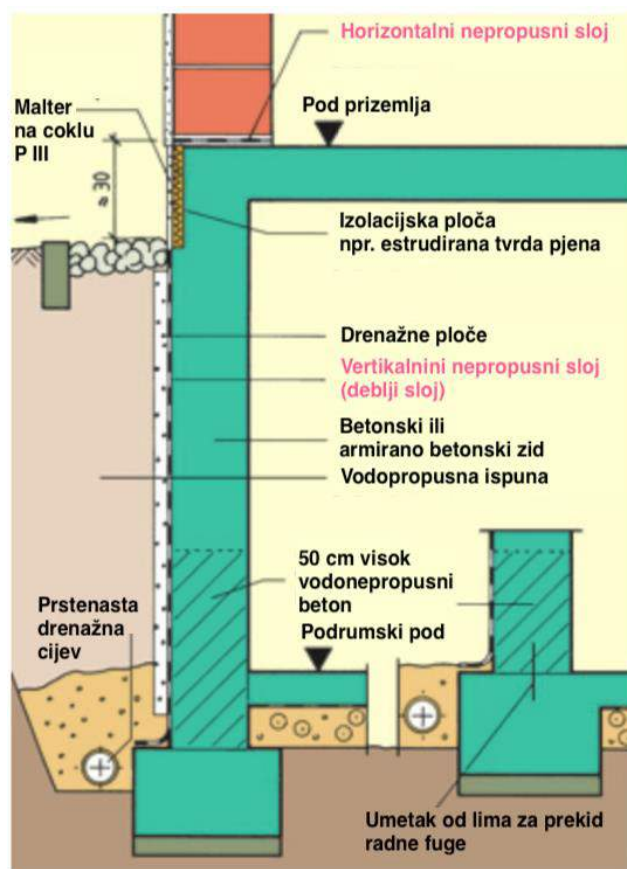 Horizontalni nepropusni sloj
Malter
na coklu
P III
Pod prizemlja
≈ 30
Izolacijska ploča
npr. estrudirana tvrda pjena
Drenažne ploče
Vertikalnini nepropusni sloj
(deblji sloj)
Betonski ili
armirano betonski zid
Vodopropusna ispuna
50 cm visok
vodonepropusni
beton
Prstenasta
drenažna
cijev
Podrumski pod
Umetak od lima za prekid
radne fuge